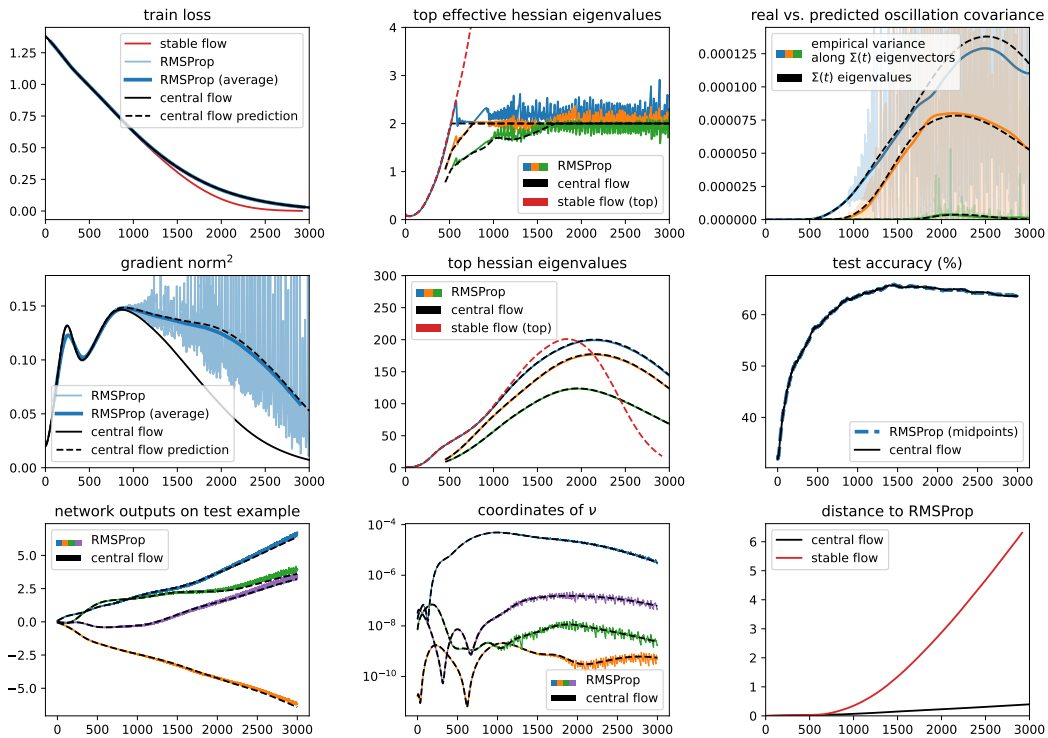 train loss
stable flow
RMSProp
RMSProp (average)
central flow
central flow prediction
1.25
1.00
0.75
0.50
0.25
0.00
0 500 1000 1500 2000 2500 3000
top effective hessian eigenvalues
4
3
2
1
0
RMSProp
central flow
stable flow (top)
0 500 1000 1500 2000 2500 3000
real vs. predicted oscillation covariance
empirical variance
along Σ(t) eigenvectors
Σ(t) eigenvalues
0.000125
0.000100
0.000075
0.000050
0.000025
0.000000
0 500 1000 1500 2000 2500 3000
gradient norm²
0.15
0.10
0.05
0.00
RMSProp
RMSProp (average)
central flow
central flow prediction
0 500 1000 1500 2000 2500 3000
top hessian eigenvalues
300
250
200
150
100
50
0
RMSProp
central flow
stable flow (top)
0 500 1000 1500 2000 2500 3000
test accuracy (%)
60
50
40
RMSProp (midpoints)
central flow
0 500 1000 1500 2000 2500 3000
network outputs on test example
RMSProp
central flow
5.0
2.5
0.0
−2.5
−5.0
0 500 1000 1500 2000 2500 3000
coordinates of ν
10⁻⁴
10⁻⁶
10⁻⁸
10⁻¹⁰
RMSProp
central flow
0 500 1000 1500 2000 2500 3000
distance to RMSProp
central flow
stable flow
6
5
4
3
2
1
0
0 500 1000 1500 2000 2500 3000